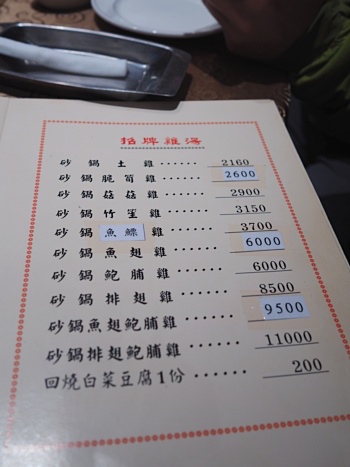 招牌雞湯
砂鍋土雞······ 2160
砂鍋脆筍雞······ 2600
砂鍋菇菇雞······ 2900
砂鍋竹笙雞······ 3150
砂鍋魚鰾雞······ 3700
砂鍋魚翅雞······ 6000
砂鍋鮑脯雞······ 6000
砂鍋排翅雞······ 8500
砂鍋魚翅鮑脯雞······ 9500
砂鍋排翅鮑脯雞······ 11000
回燒白菜豆腐1份······ 200